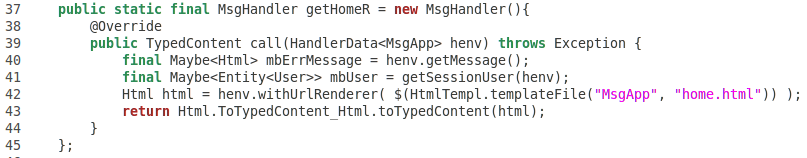 37    public static final MsgHandler getHomeR = new MsgHandler(){
38        @Override
39        public TypedContent call(HandlerData<MsgApp> henv) throws Exception {
40            final Maybe<Html> mbErrMessage = henv.getMessage();
41            final Maybe<Entity<User>> mbUser = getSessionUser(henv);
42            Html html = henv.withUrlRenderer( $(HtmlTempl.templateFile("MsgApp", "home.html")) );
43            return Html.ToTypedContent_Html.toTypedContent(html);
44        }
45    };